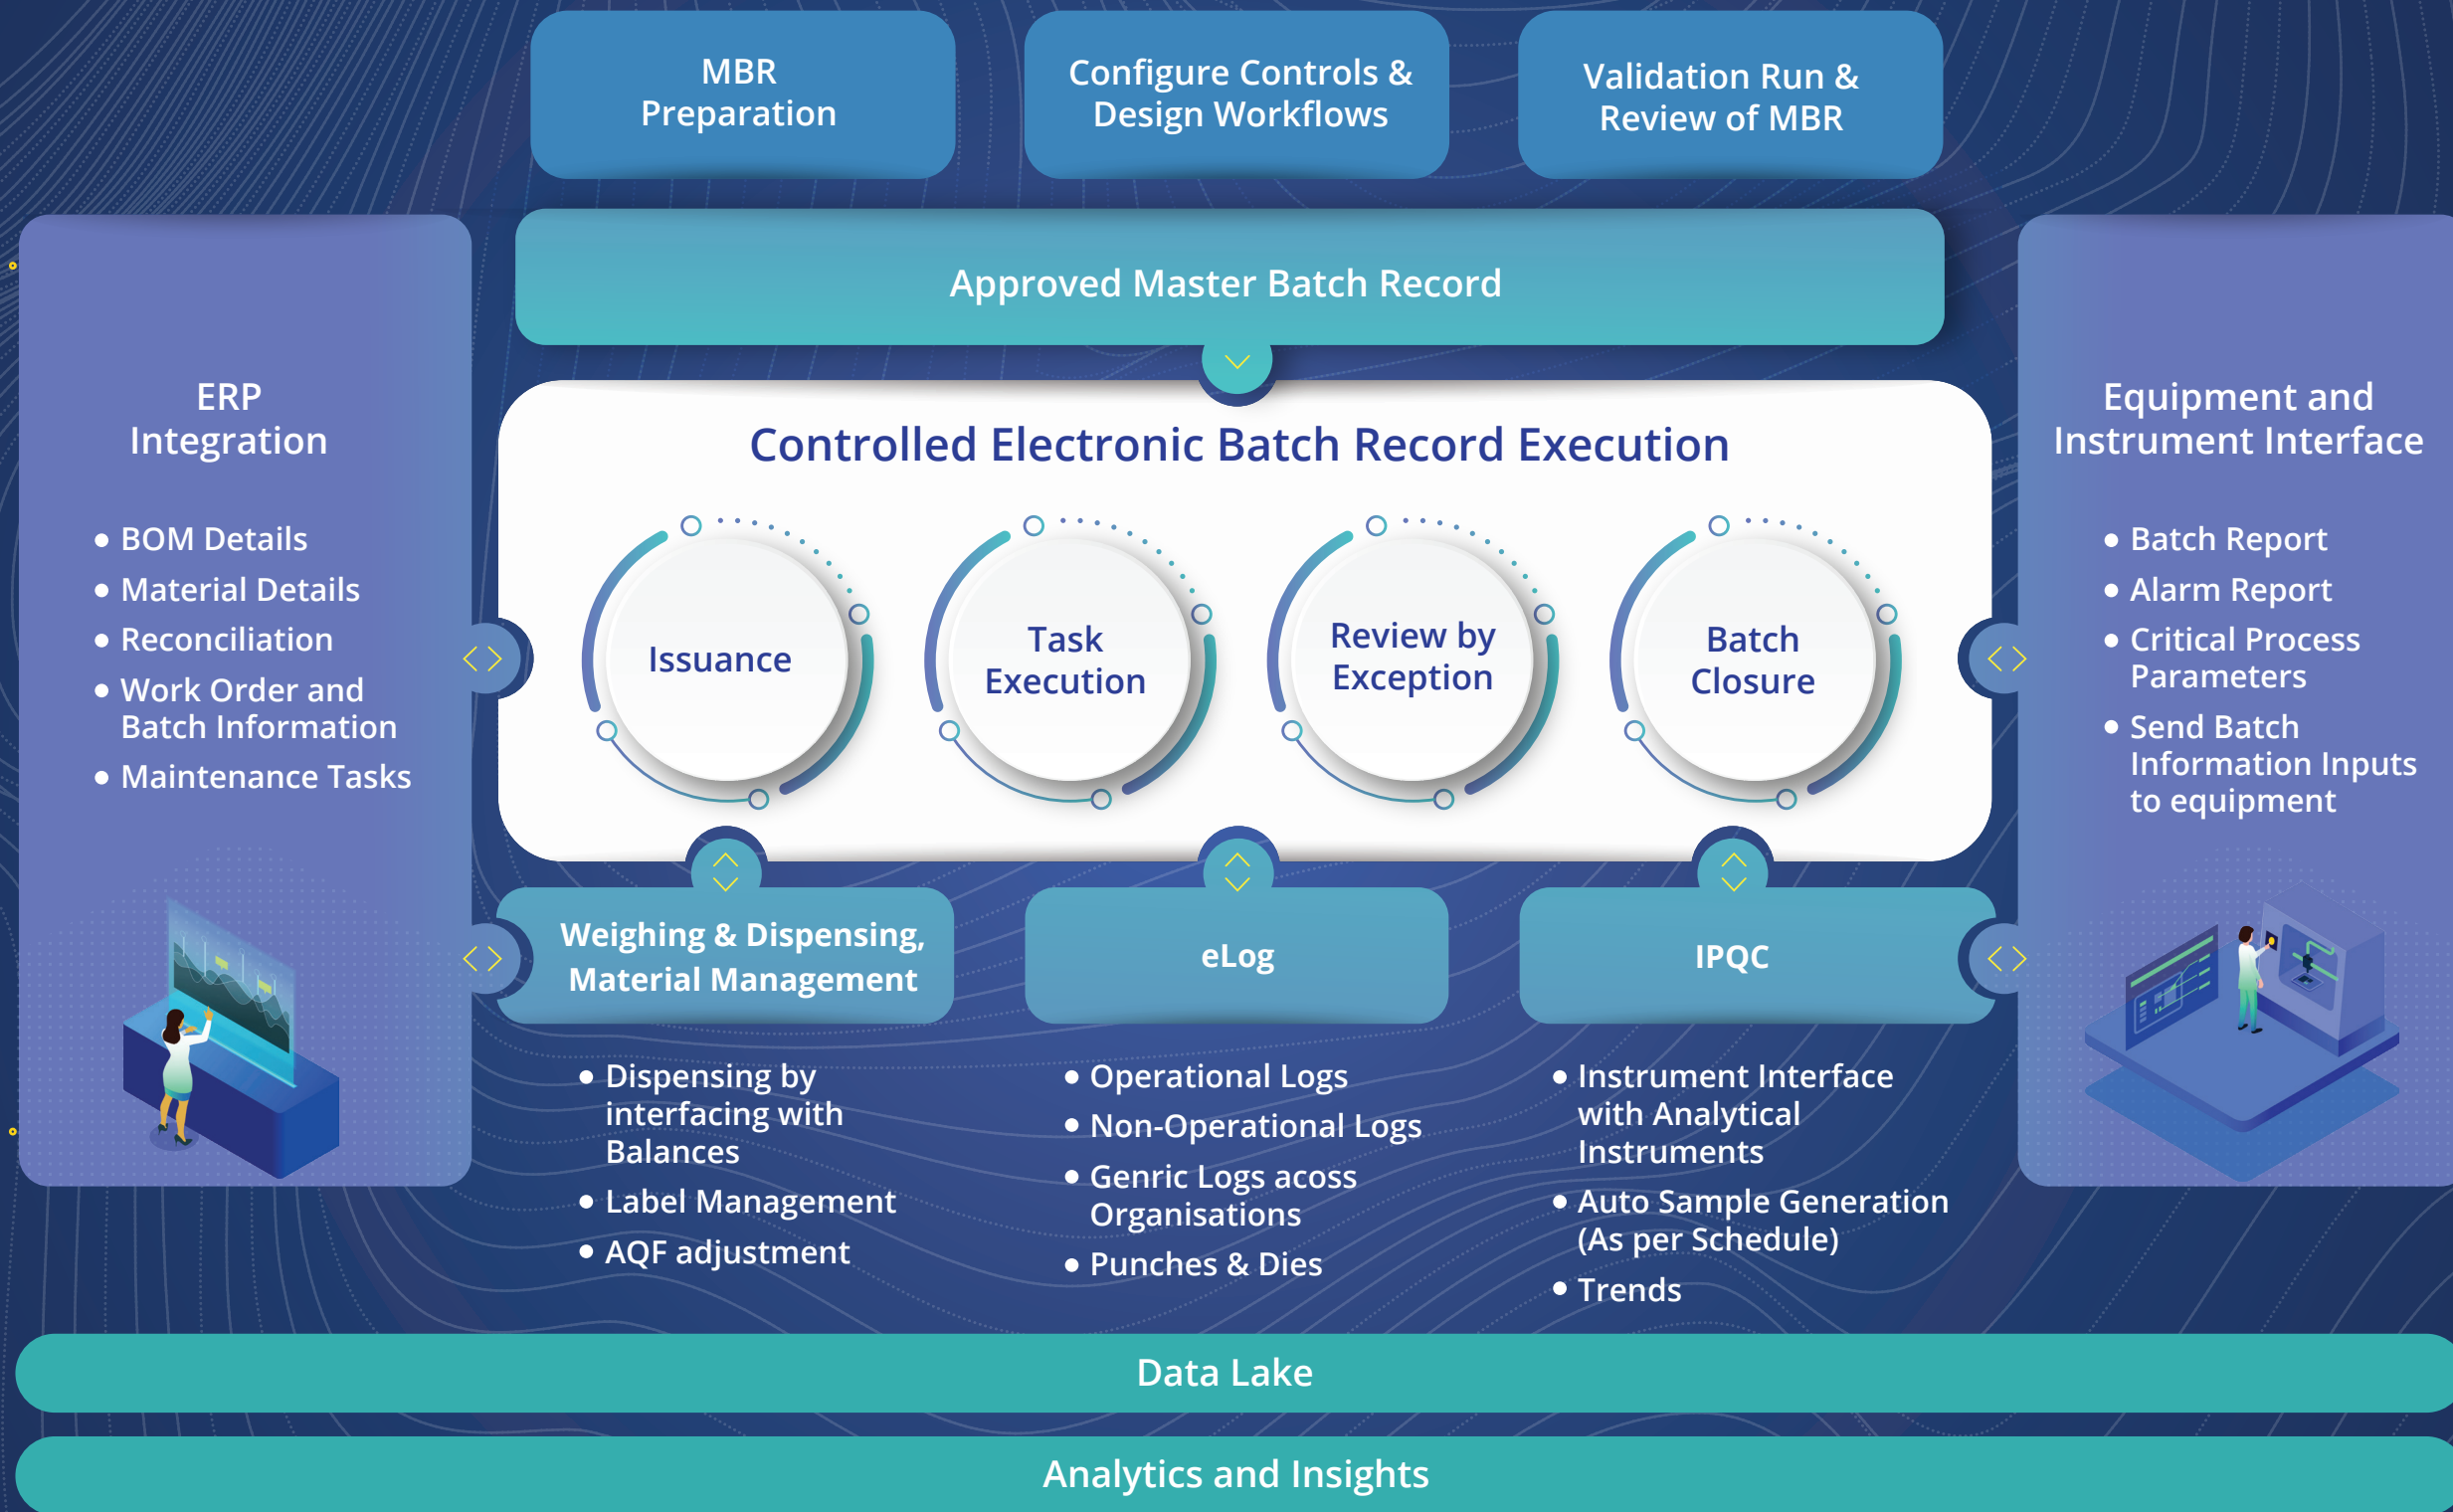 MBR
Preparation
Configure Controls &
Design Workflows
Validation Run &
Review of MBR
Approved Master Batch Record
ERP
Integration
BOM Details
Material Details
Reconciliation
Work Order and
Batch Information
Maintenance Tasks
Controlled Electronic Batch Record Execution
Issuance
Task
Execution
Review by
Exception
Batch
Closure
Equipment and
Instrument Interface
Batch Report
Alarm Report
Critical Process
Parameters
Send Batch
Information Inputs
to equipment
Weighing & Dispensing,
Material Management
Dispensing by
interfacing with
Balances
Label Management
AQF adjustment
eLog
Operational Logs
Non-Operational Logs
Genric Logs acoss
Organisations
Punches & Dies
IPQC
Instrument Interface
with Analytical
Instruments
Auto Sample Generation
(As per Schedule)
Trends
Data Lake
Analytics and Insights